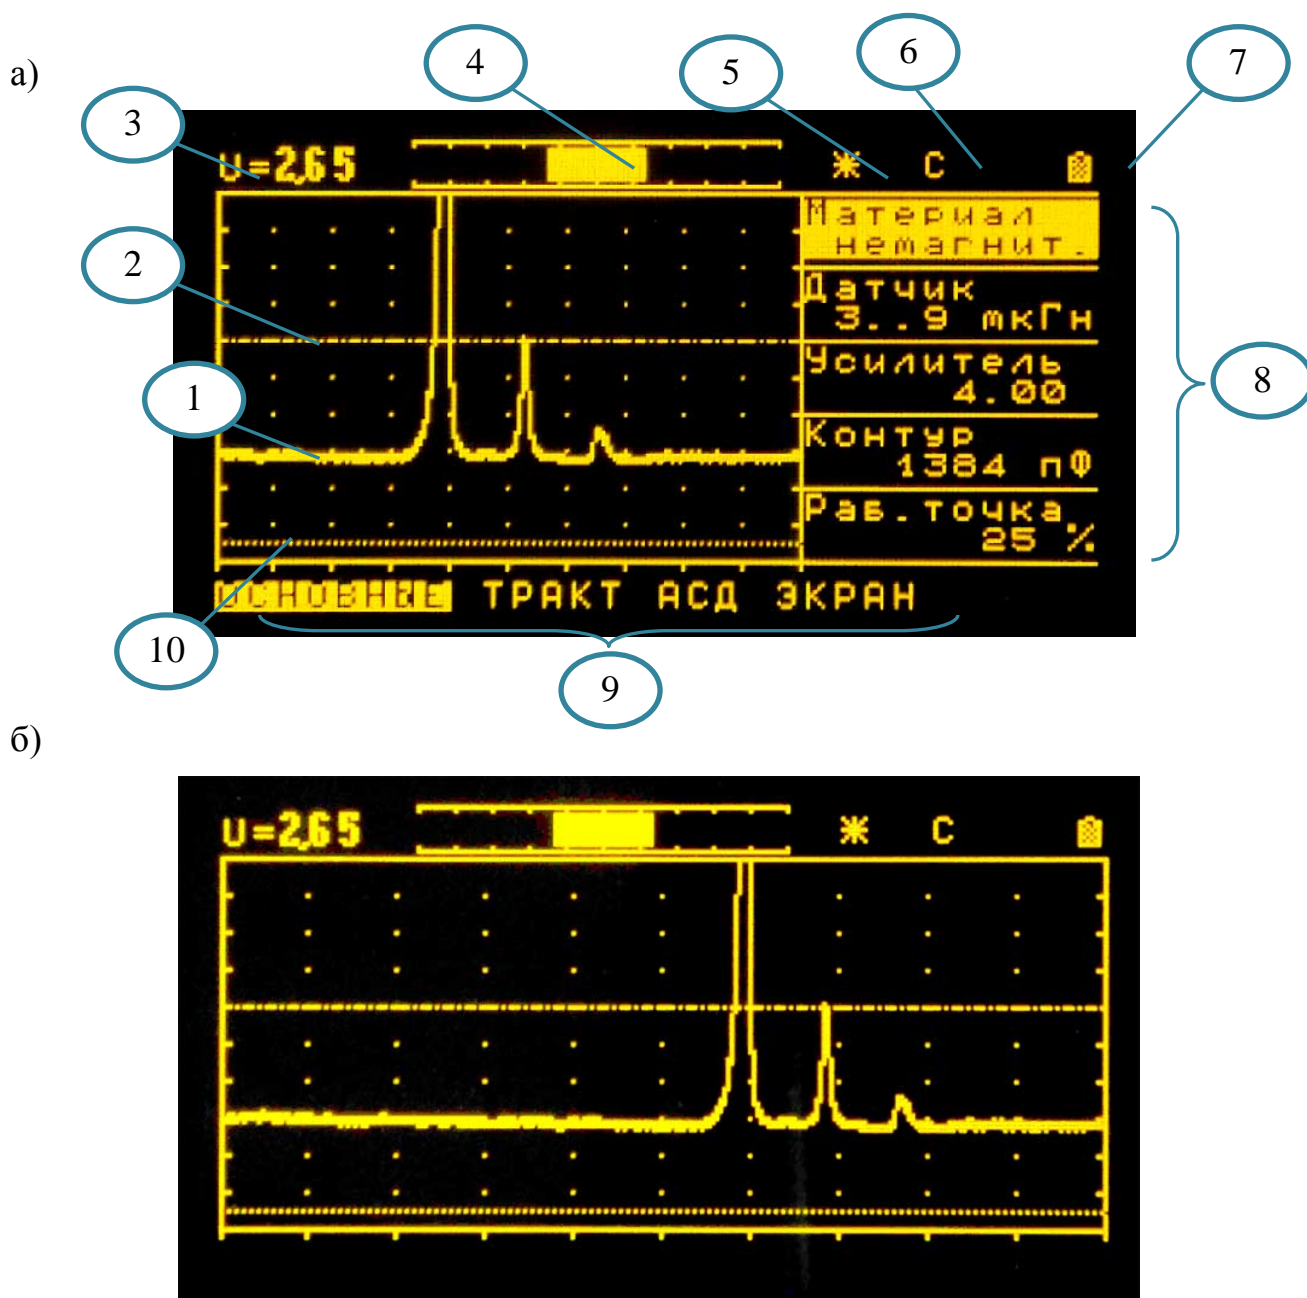 а)
4
5
6
7
3
U=2,65
* C
Материал
немагнит.
2
Датчик
3..9 мкГн
Усилитель
4.00
1
8
Контур
1384 пФ
Раб.точка
25 %
ОСНОВНЫЕ ТРАКТ АСД ЭКРАН
10
9
б)
U=2,65
* C